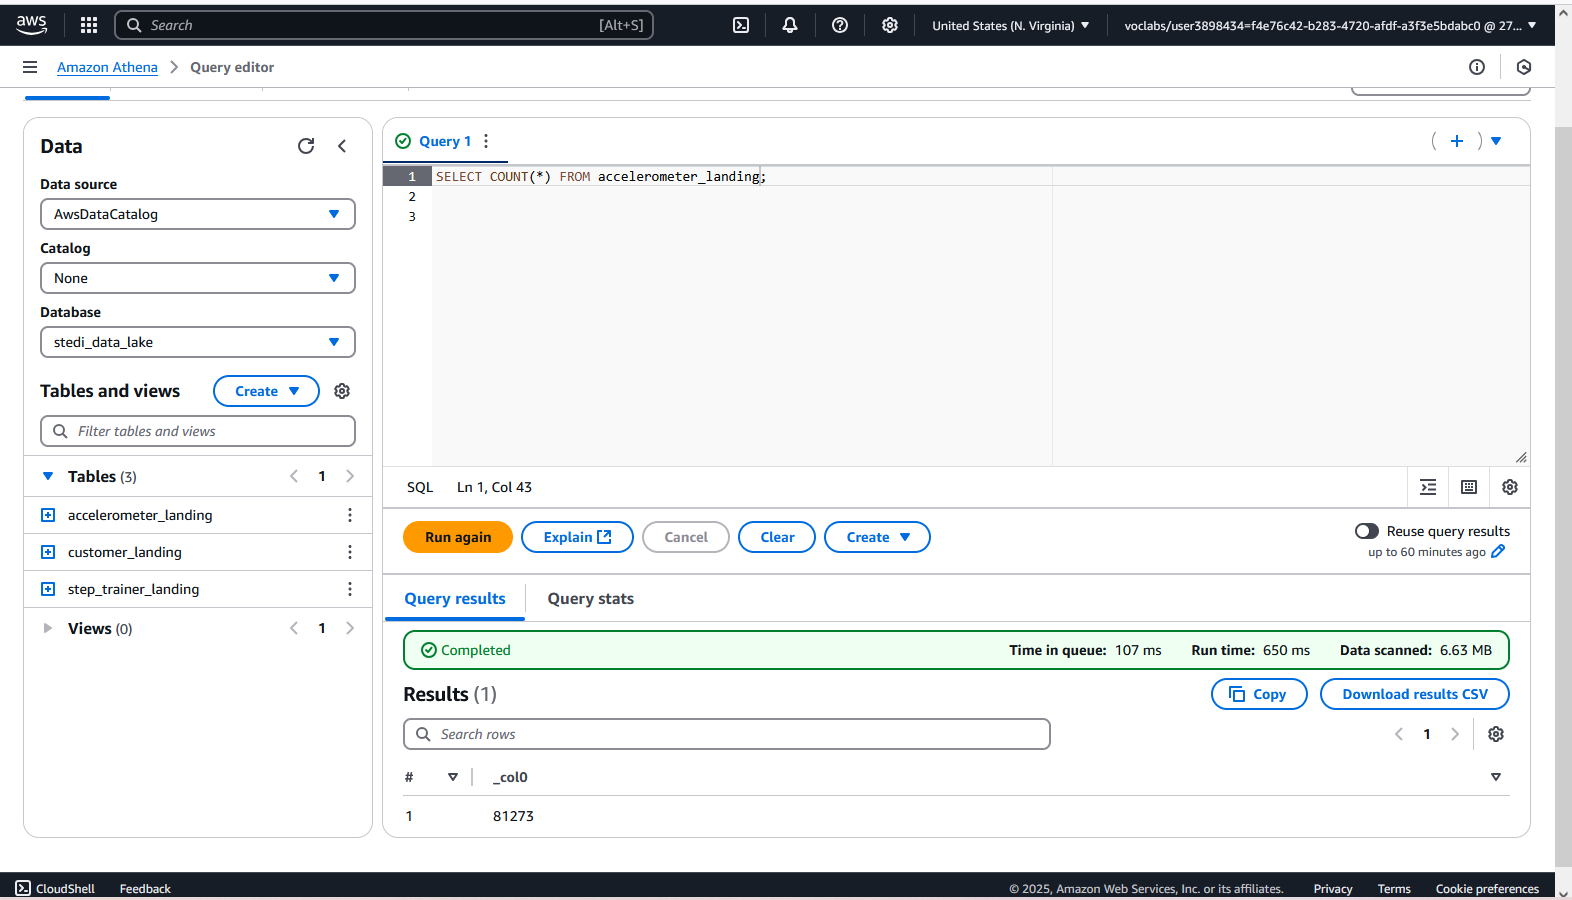 aws
Search [Alt+S]
United States (N. Virginia)
voclabs/user3898434=f4e76c42-b283-4720-afdf-a3f3e5bdabc0 @ 27...
Amazon Athena
Query editor
Data
Data source
AwsDataCatalog
Catalog
None
Database
stedi_data_lake
Tables and views
Create
Filter tables and views
Tables (3)
1
accelerometer_landing
customer_landing
step_trainer_landing
Views (0)
1
Query 1
1 SELECT COUNT(*) FROM accelerometer_landing;
2
3
SQL Ln 1, Col 43
Run again
Explain
Cancel
Clear
Create
Reuse query results
up to 60 minutes ago
Query results
Query stats
Completed
Time in queue: 107 ms Run time: 650 ms Data scanned: 6.63 MB
Results (1)
Copy
Download results CSV
Search rows
1
# _col0
1 81273
CloudShell Feedback
© 2025, Amazon Web Services, Inc. or its affiliates. Privacy Terms Cookie preferences